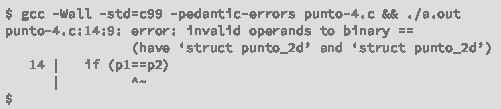 $ gcc -Wall -std=c99 -pedantic-errors punto-4.c && ./a.out
punto-4.c:14:9: error: invalid operands to binary ==
(have ‘struct punto_2d’ and ‘struct punto_2d’)
14 | if (p1==p2)
| ^~
$